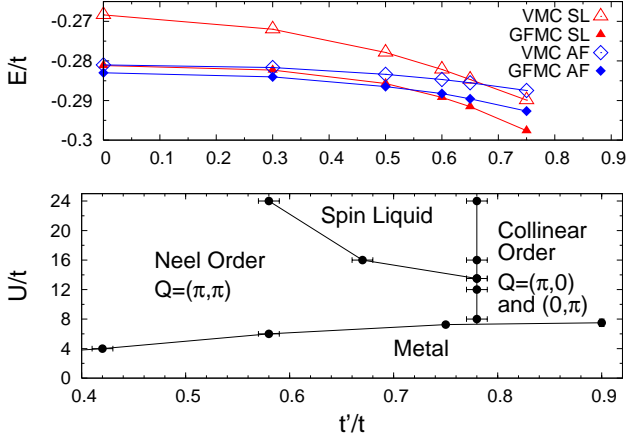 -0.27
-0.28
-0.29
-0.3
E/t
VMC SL
GFMC SL
VMC AF
GFMC AF
0 0.1 0.2 0.3 0.4 0.5 0.6 0.7 0.8 0.9
24
20
16
12
8
4
0
U/t
Spin Liquid
Neel Order
Q=(π,π)
Collinear
Order
Q=(π,0)
and (0,π)
Metal
0.4 0.5 0.6 0.7 0.8 0.9
t'/t